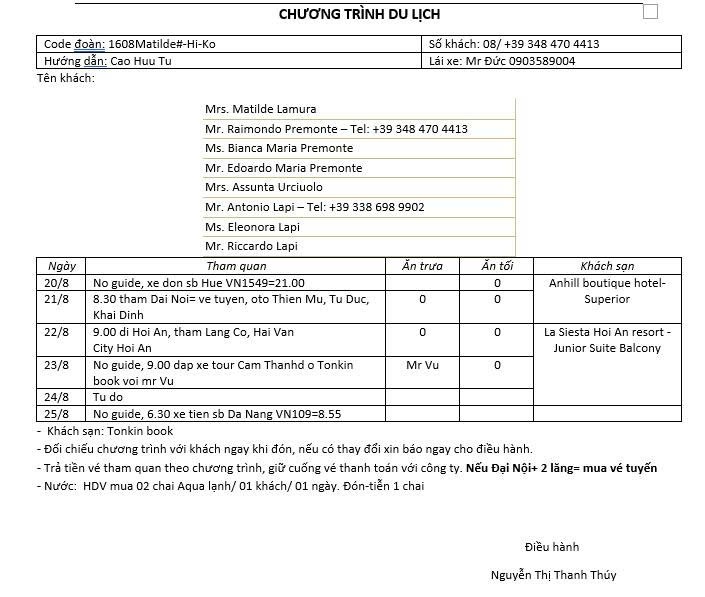 CHƯƠNG TRÌNH DU LỊCH
Code đoàn: 1608Matilde#-Hi-Ko Số khách: 08/ +39 348 470 4413
Hướng dẫn: Cao Huu Tu Lái xe: Mr Đức 0903589004
Tên khách:
Mrs. Matilde Lamura
Mr. Raimondo Premonte – Tel: +39 348 470 4413
Ms. Bianca Maria Premonte
Mr. Edoardo Maria Premonte
Mrs. Assunta Urciuolo
Mr. Antonio Lapi – Tel: +39 338 698 9902
Ms. Eleonora Lapi
Mr. Riccardo Lapi
Ngày Tham quan Ăn trưa Ăn tối Khách sạn
20/8 No guide, xe don sb Hue VN1549=21.00 0 Anhill boutique hotel-
21/8 8.30 tham Dai Noi= ve tuyen, oto Thien Mu, Tu Duc, 0 0 Superior
Khai Dinh
22/8 9.00 di Hoi An, tham Lang Co, Hai Van 0 0 La Siesta Hoi An resort -
City Hoi An Junior Suite Balcony
23/8 No guide, 9.00 dap xe tour Cam Thanhd o Tonkin Mr Vu 0
book voi mr Vu
24/8 Tu do
25/8 No guide, 6.30 xe tien sb Da Nang VN109=8.55
- Khách sạn: Tonkin book
- Đối chiếu chương trình với khách ngay khi đón, nếu có thay đổi xin báo ngay cho điều hành.
- Trả tiền vé tham quan theo chương trình, giữ cuống vé thanh toán với công ty. Nếu Đại Nội+ 2 lăng= mua vé tuyến
- Nước: HDV mua 02 chai Aqua lạnh/ 01 khách/ 01 ngày. Đón-tiễn 1 chai
Điều hành
Nguyễn Thị Thanh Thúy